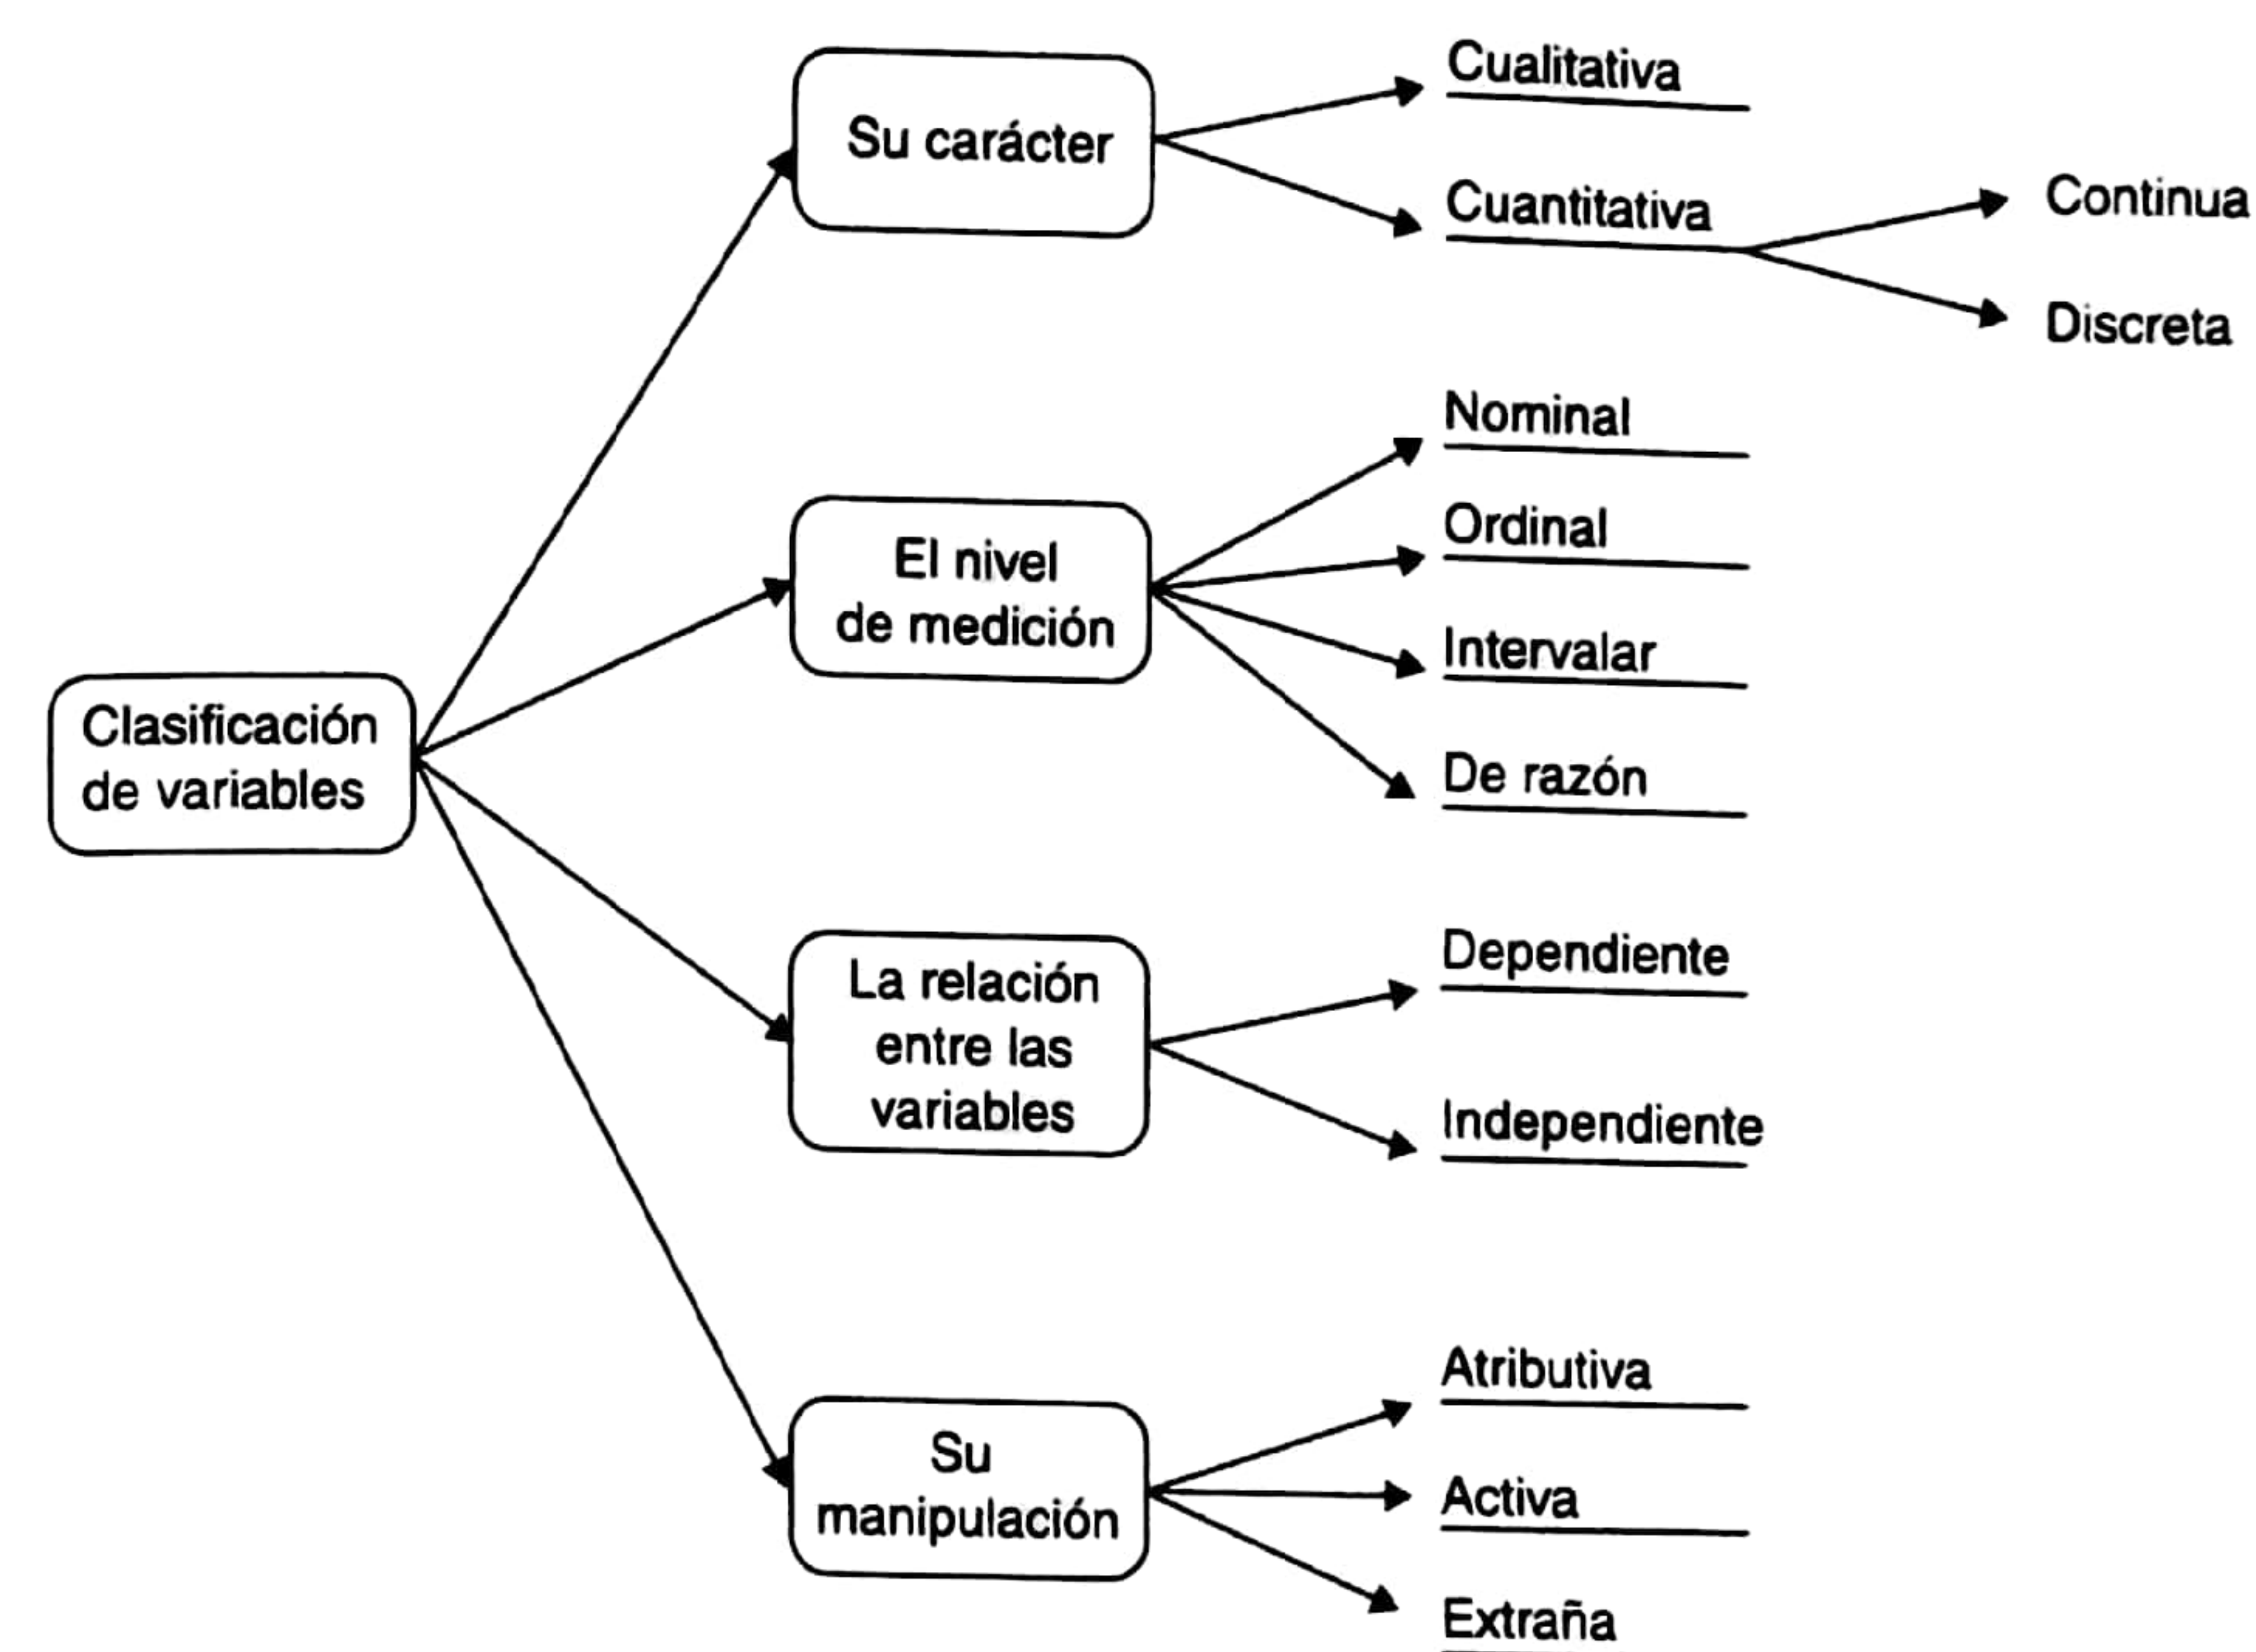 Clasificación
de variables
Su carácter
Cualitativa
Cuantitativa
Continua
Discreta
El nivel
de medición
Nominal
Ordinal
Intervalar
De razón
La relación
entre las
variables
Dependiente
Independiente
Su
manipulación
Atributiva
Activa
Extraña